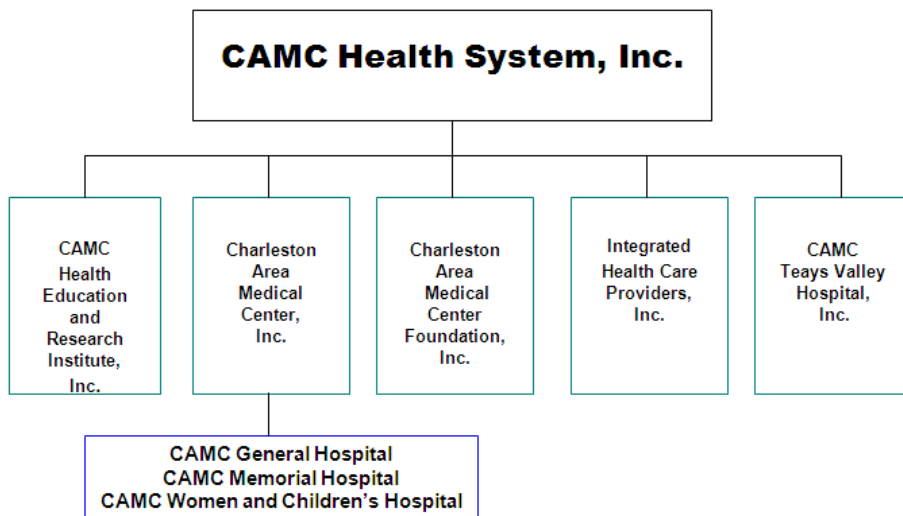 CAMC Health System, Inc.
CAMC
Health
Education
and
Research
Institute,
Inc.
Charleston
Area
Medical
Center,
Inc.
Charleston
Area
Medical
Center
Foundation,
Inc.
Integrated
Health Care
Providers,
Inc.
CAMC
Teays Valley
Hospital,
Inc.
CAMC General Hospital
CAMC Memorial Hospital
CAMC Women and Children's Hospital